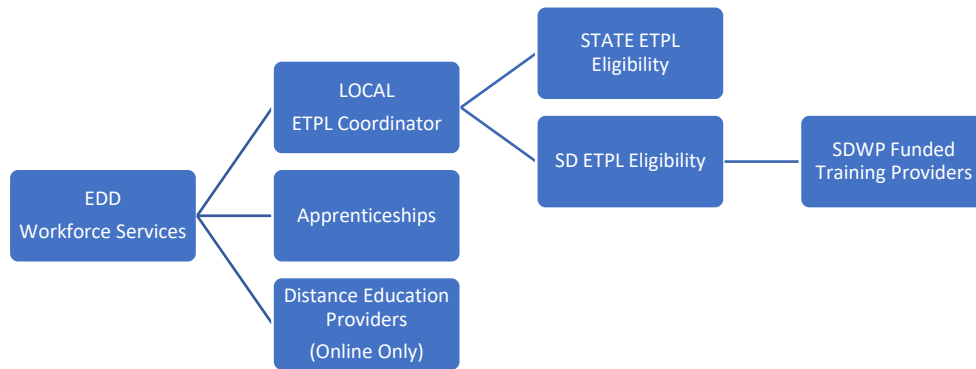 STATE ETPL
Eligibility
LOCAL
ETPL Coordinator
SD ETPL Eligibility
SDWP Funded
Training Providers
EDD
Workforce Services
Apprenticeships
Distance Education
Providers
(Online Only)